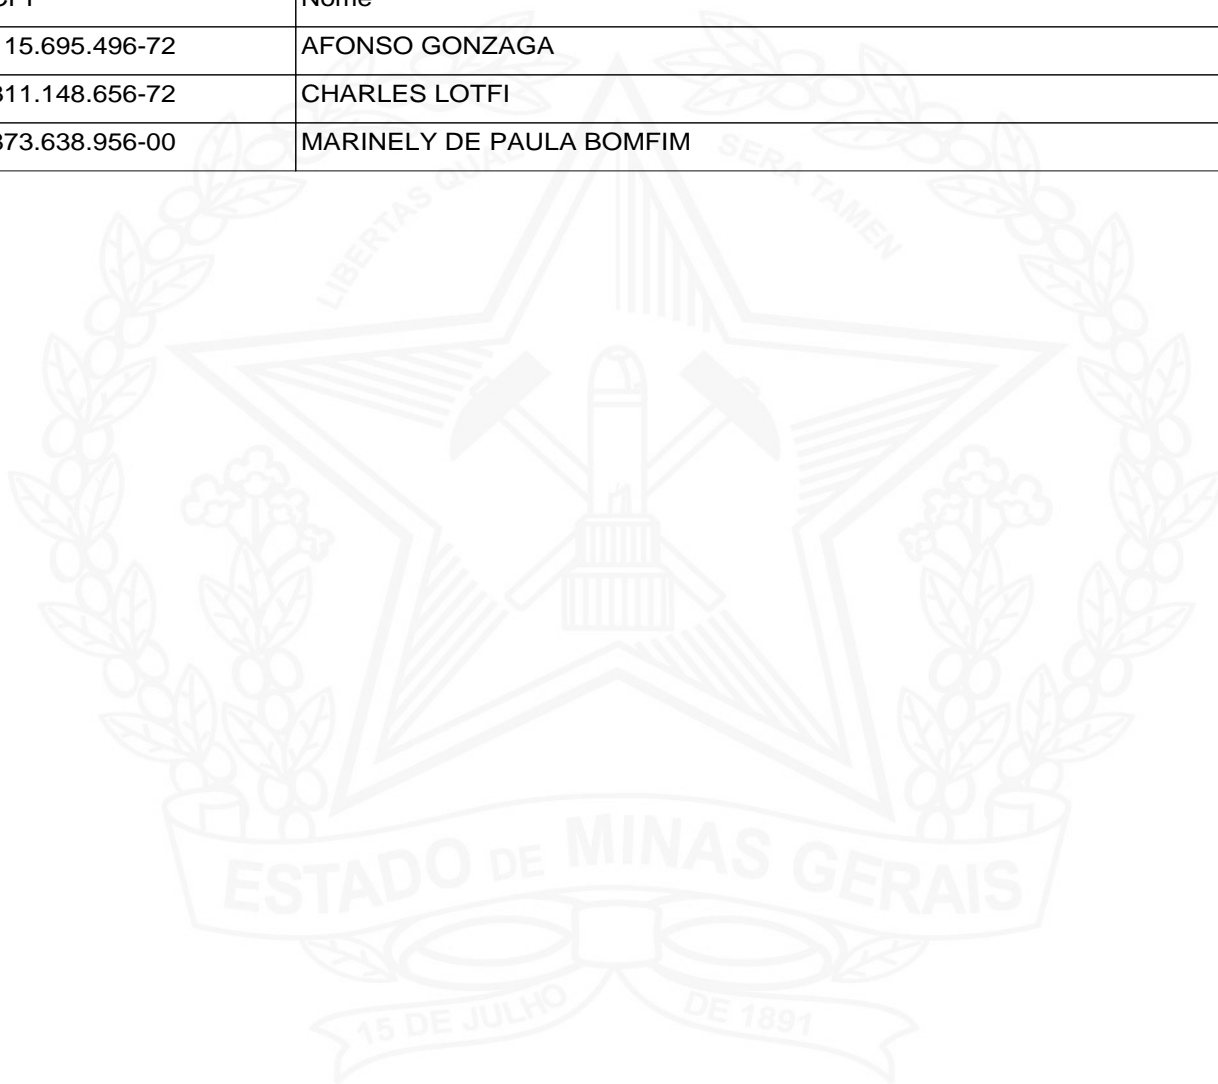 Nome
15.695.496-72 AFONSO GONZAGA
311.148.656-72 CHARLES LOTFI
373.638.956-00 MARINELY DE PAULA BOMFIM
LIBERTAS QUAE SERA TAMEN
ESTADO DE MINAS GERAIS
15 DE JULHO DE 1891